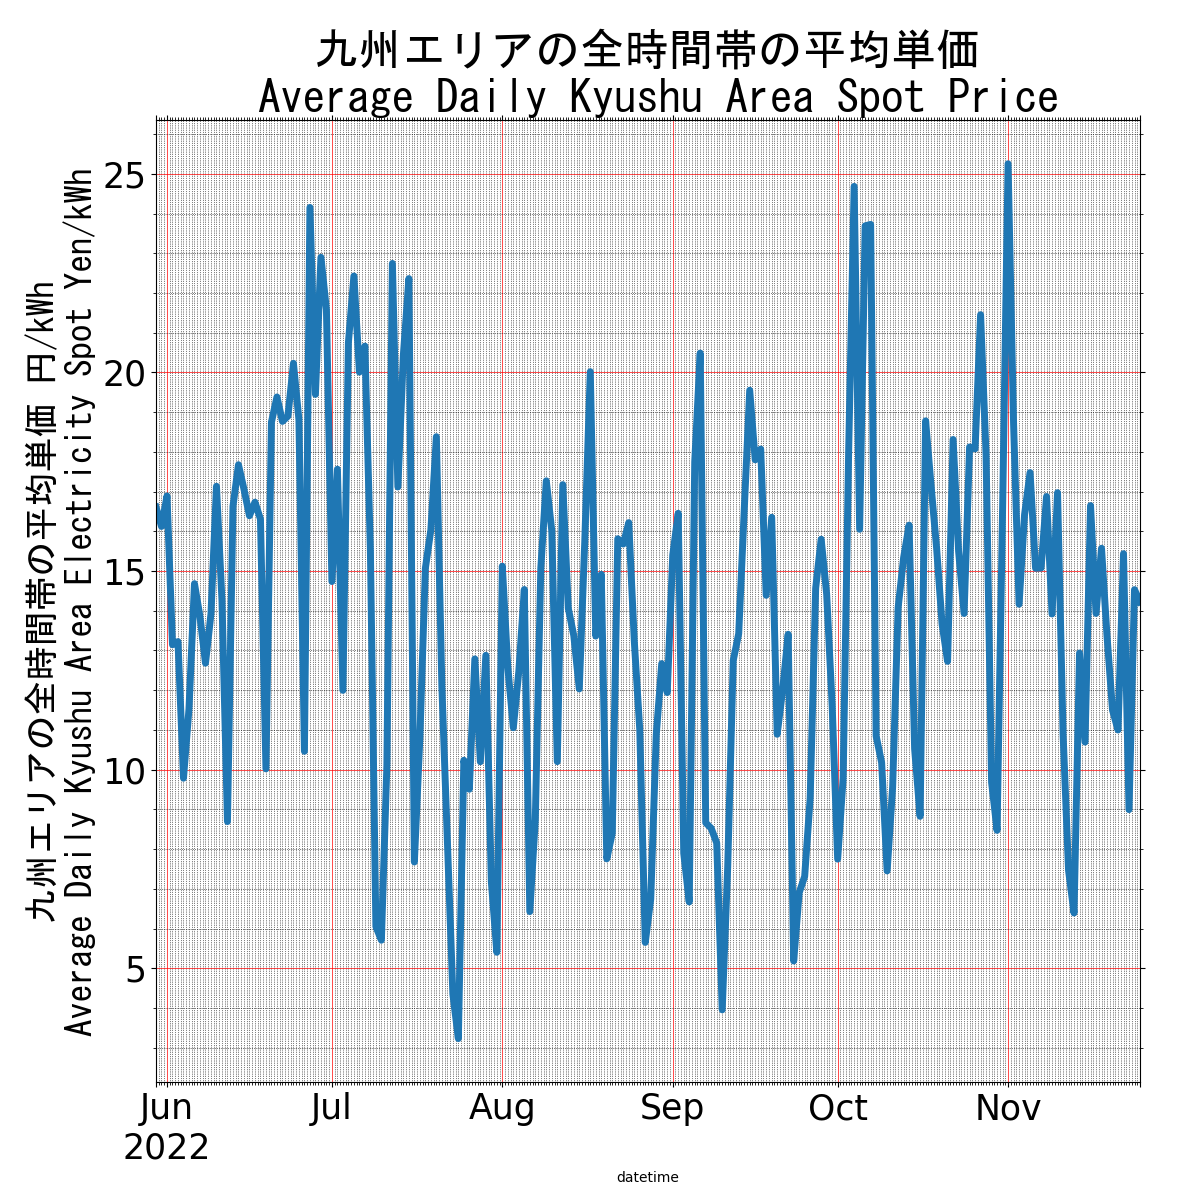 九州エリアの全時間帯の平均単価
Average Daily Kyushu Area Spot Price
九州エリアの全時間帯の平均単価 円/kWh
Average Daily Kyushu Area Electricity Spot Yen/kWh
25
20
15
10
5
Jun Jul Aug Sep Oct Nov
2022
datetime